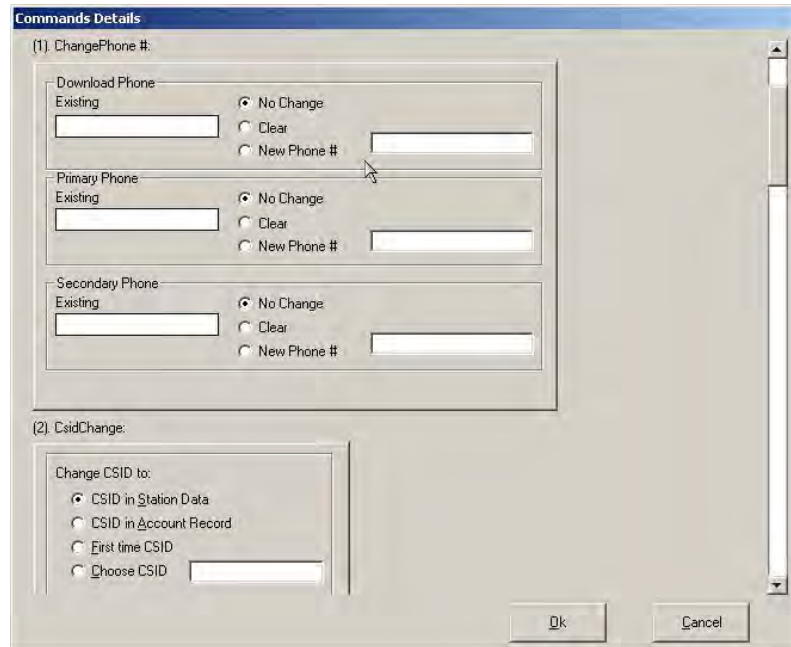 Commands Details
(1). ChangePhone #:
Download Phone
Existing
No Change
Clear
New Phone #
Primary Phone
Existing
No Change
Clear
New Phone #
Secondary Phone
Existing
No Change
Clear
New Phone #
(2). CsidChange:
Change CSID to:
CSID in Station Data
CSID in Account Record
First time CSID
Choose CSID
Ok
Cancel